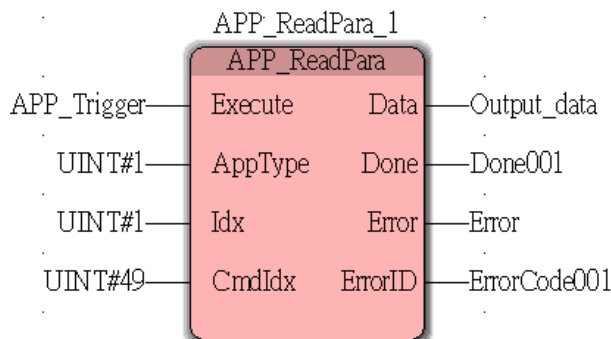 APP_ReadPara_1
APP_ReadPara
APP_Trigger Execute Data Output_data
UINT#1 AppType Done Done001
UINT#1 Idx Error Error
UINT#49 CmdIdx ErrorID ErrorCode001